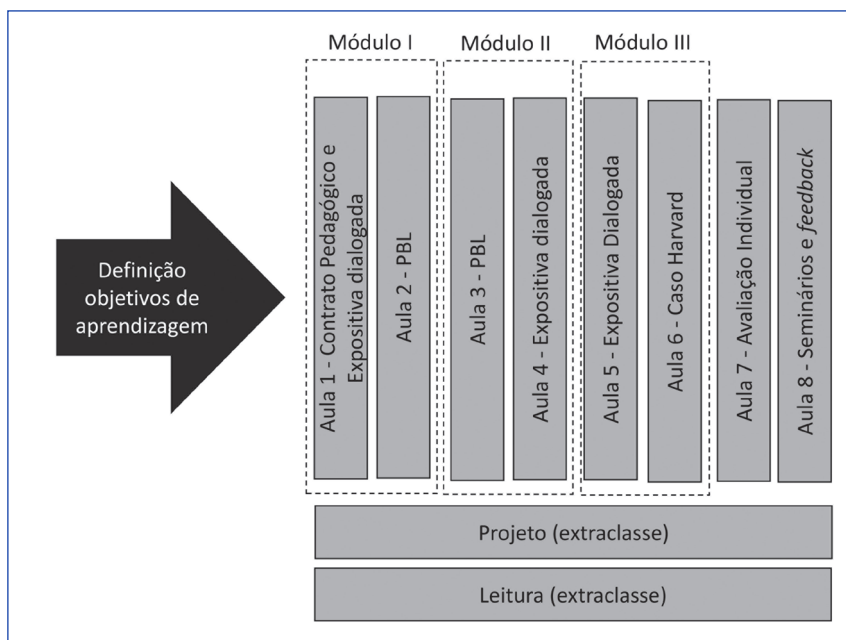 Módulo I
Módulo II
Módulo III
Definição
objetivos de
aprendizagem
Aula 1 - Contrato Pedagógico e
Expositiva dialogada
Aula 2 - PBL
Aula 3 - PBL
Aula 4 - Expositiva dialogada
Aula 5 - Expositiva Dialogada
Aula 6 - Caso Harvard
Aula 7 - Avaliação Individual
Aula 8 - Seminários e feedback
Projeto (extraclasse)
Leitura (extraclasse)